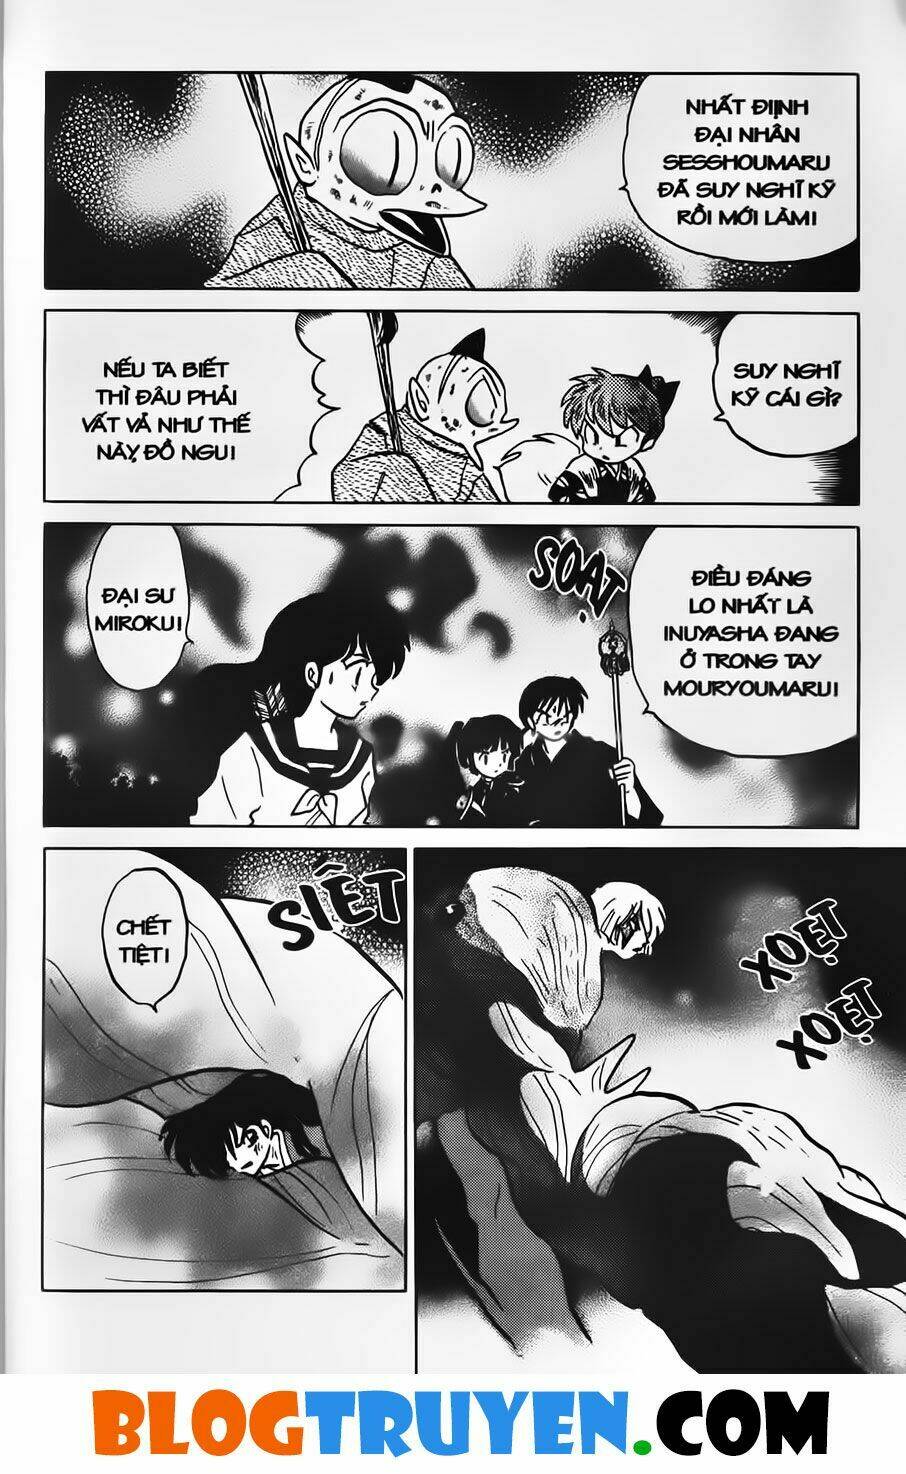 NHẤT ĐỊNH
ĐẠI NHÂN
SESSHOUMARU
ĐÃ SUY NGHĨ KỸ
RỒI MỚI LÀM!
SUY NGHĨ
KỸ CÁI GÌ?
NẾU TA BIẾT
THÌ ĐÂU PHẢI
VẤT VẢ NHƯ THẾ
NÀY, ĐỒ NGU!
ĐIỀU ĐÁNG
LO NHẤT LÀ
INUYASHA ĐANG
Ở TRONG TAY
MOURYOUMARU!
SOẠT
ĐẠI SƯ
MIROKU!
SIẾT
CHẾT
TIỆT!
XOẸT
XOẸT
BLOGTRUYEN.COM